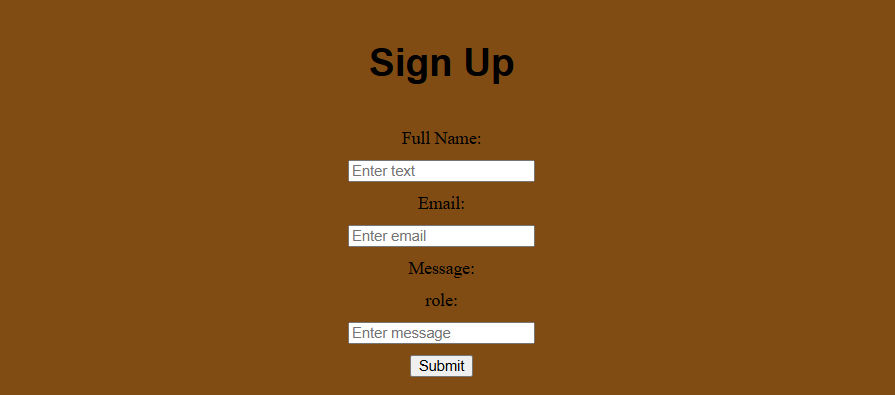 Sign Up
Full Name:
Enter text
Email:
Enter email
Message:
role:
Enter message
Submit